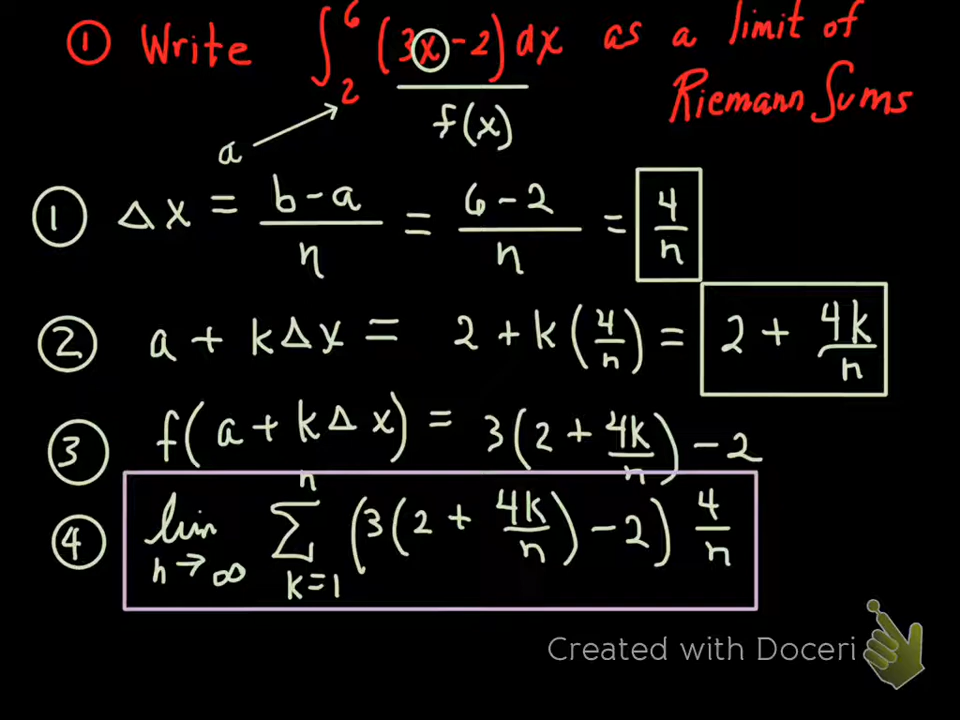 ① Write ∫₂⁶ (3x-2) dx as a limit of
Riemann Sums
f(x)
a
① Δx = b-a/n = 6-2/n = 4/n
② a + kΔx = 2 + k(4/n) = 2 + 4k/n
③ f(a + kΔx) = 3(2 + 4k/n) - 2
④ lim n→∞ ∑ k=1 n (3(2 + 4k/n) - 2) 4/n
Created with Doceri